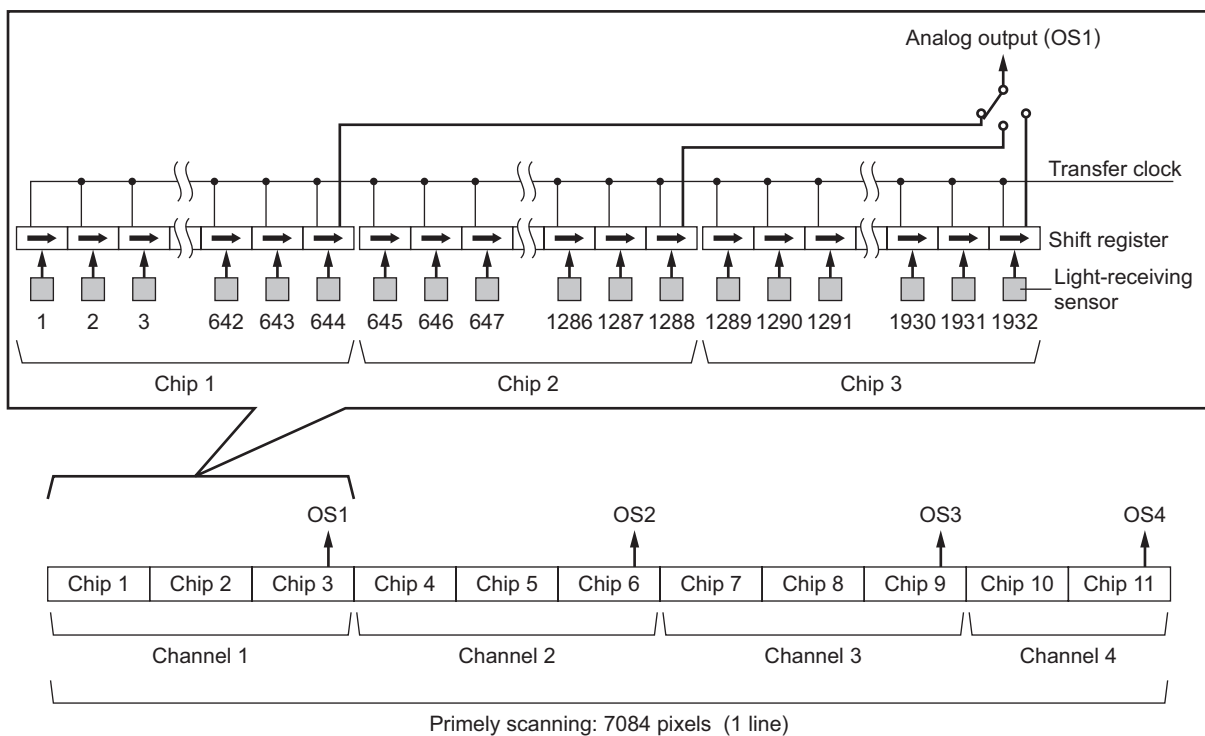 Analog output (OS1)
Transfer clock
Shift register
Light-receiving
sensor
1 2 3 642 643 644 645 646 647 1286 1287 1288 1289 1290 1291 1930 1931 1932
Chip 1 Chip 2 Chip 3
OS1 OS2 OS3 OS4
Chip 1 Chip 2 Chip 3 Chip 4 Chip 5 Chip 6 Chip 7 Chip 8 Chip 9 Chip 10 Chip 11
Channel 1 Channel 2 Channel 3 Channel 4
Primely scanning: 7084 pixels (1 line)